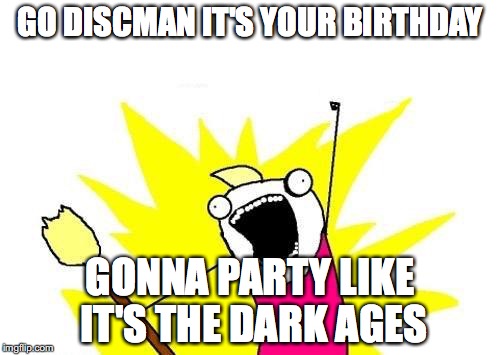 GO DISCMAN IT'S YOUR BIRTHDAY
GONNA PARTY LIKE
IT'S THE DARK AGES
imgflip.com